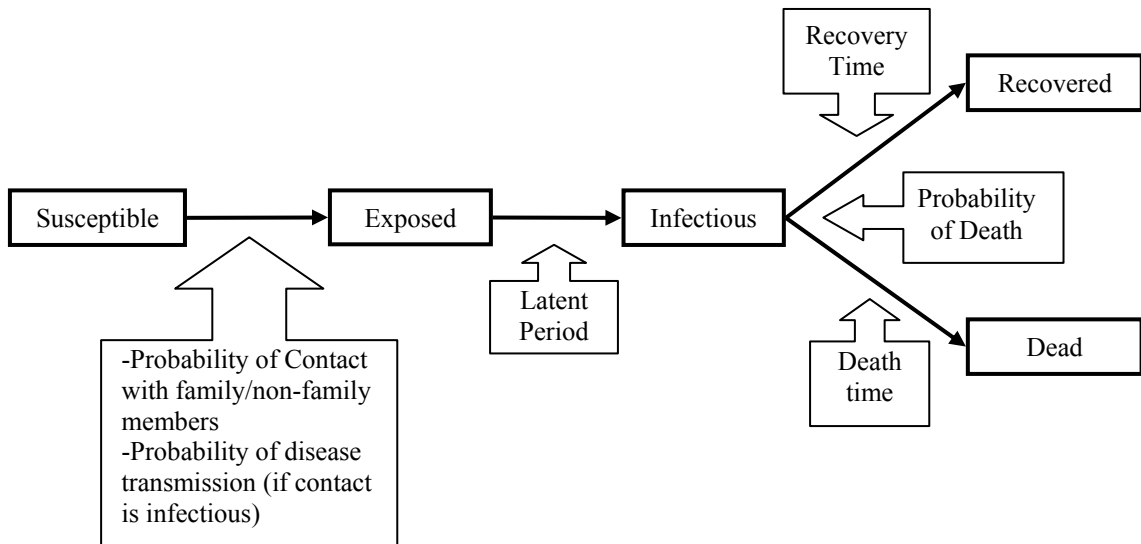 Recovery
Time
Recovered
Susceptible
Exposed
Infectious
Probability
of Death
Latent
Period
Death
time
Dead
-Probability of Contact
with family/non-family
members
-Probability of disease
transmission (if contact
is infectious)